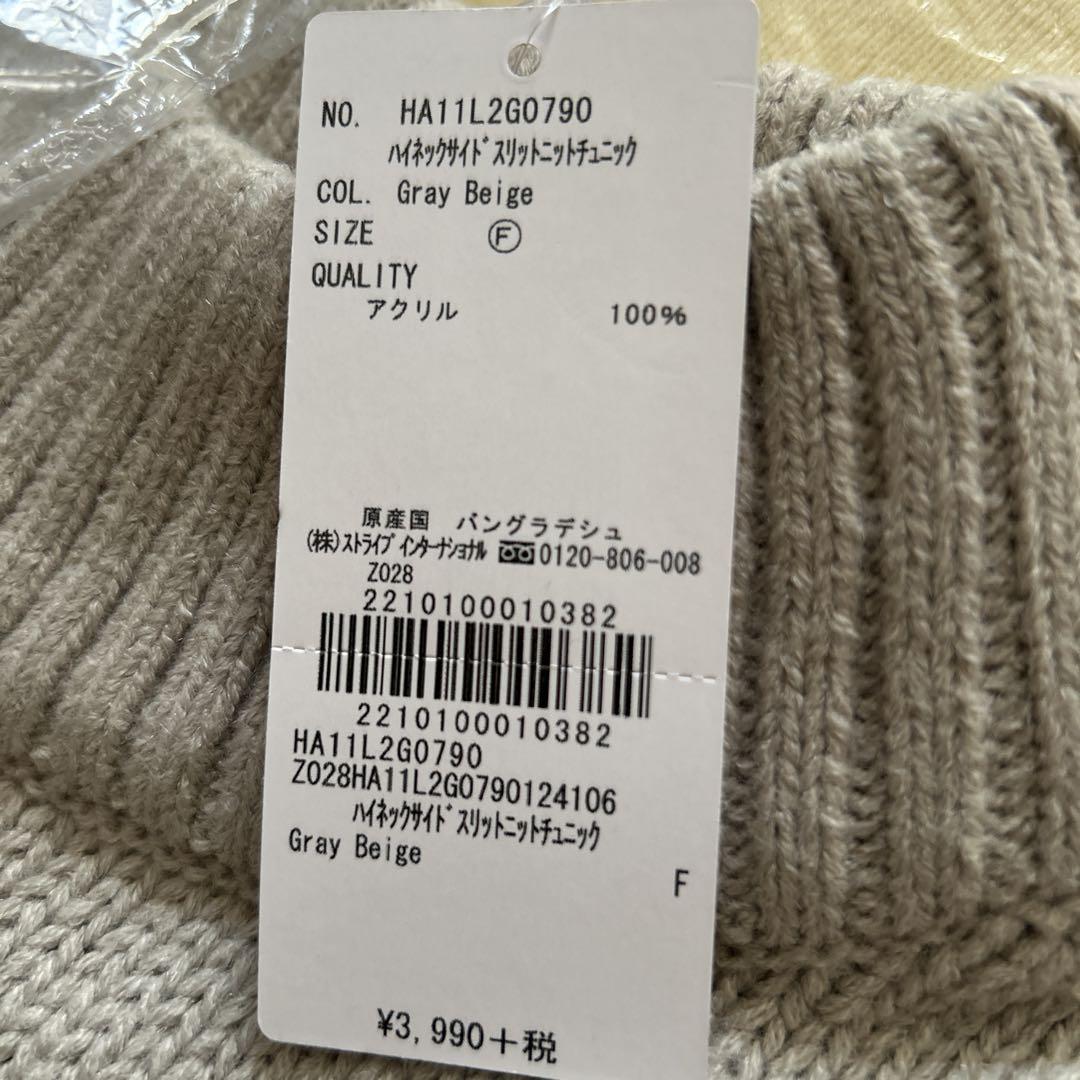 NO. HA11L2G0790
ﾊｲﾈｯｸｻｲﾄﾞｽﾘｯﾄﾆｯﾄﾁｭﾆｯｸ
COL. Gray Beige
SIZE Ⓕ
QUALITY
アクリル 100%
原産国 バングラデシュ
(株)ｽﾄﾗｲﾌﾟｲﾝﾀｰﾅｼｮﾅﾙ 0120-806-008
Z028
2210100010382
2210100010382
HA11L2G0790
Z028HA11L2G0790124106
ﾊｲﾈｯｸｻｲﾄﾞｽﾘｯﾄﾆｯﾄﾁｭﾆｯｸ
Gray Beige
F
¥3,990+税